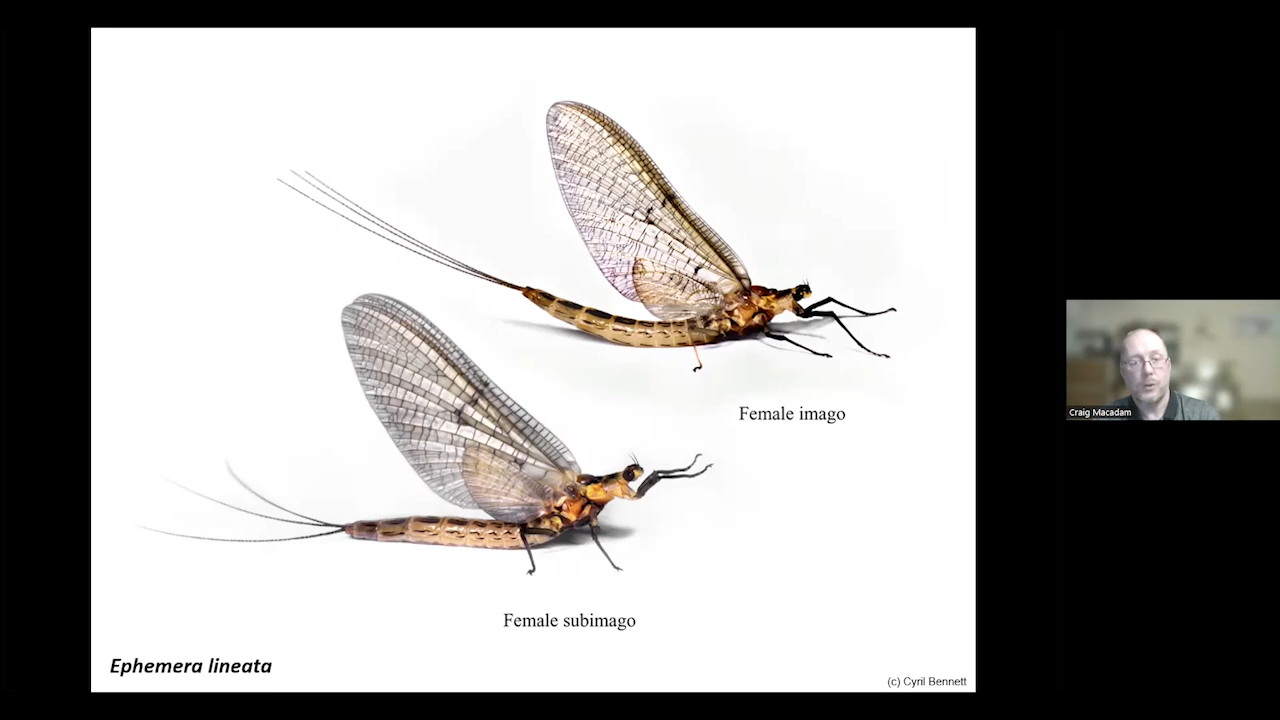 Female imago
Craig Macadam
Female subimago
Ephemera lineata
(c) Cyril Bennett